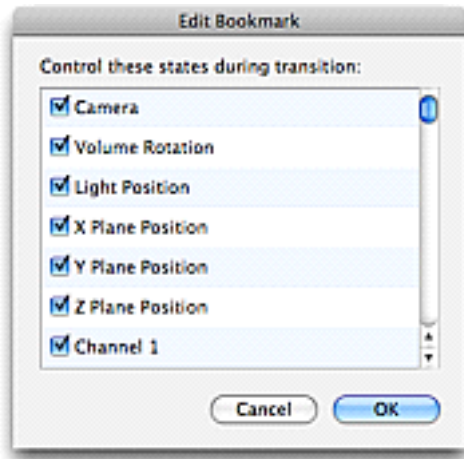 Edit Bookmark
Control these states during transition:
Camera
Volume Rotation
Light Position
X Plane Position
Y Plane Position
Z Plane Position
Channel 1
Cancel OK